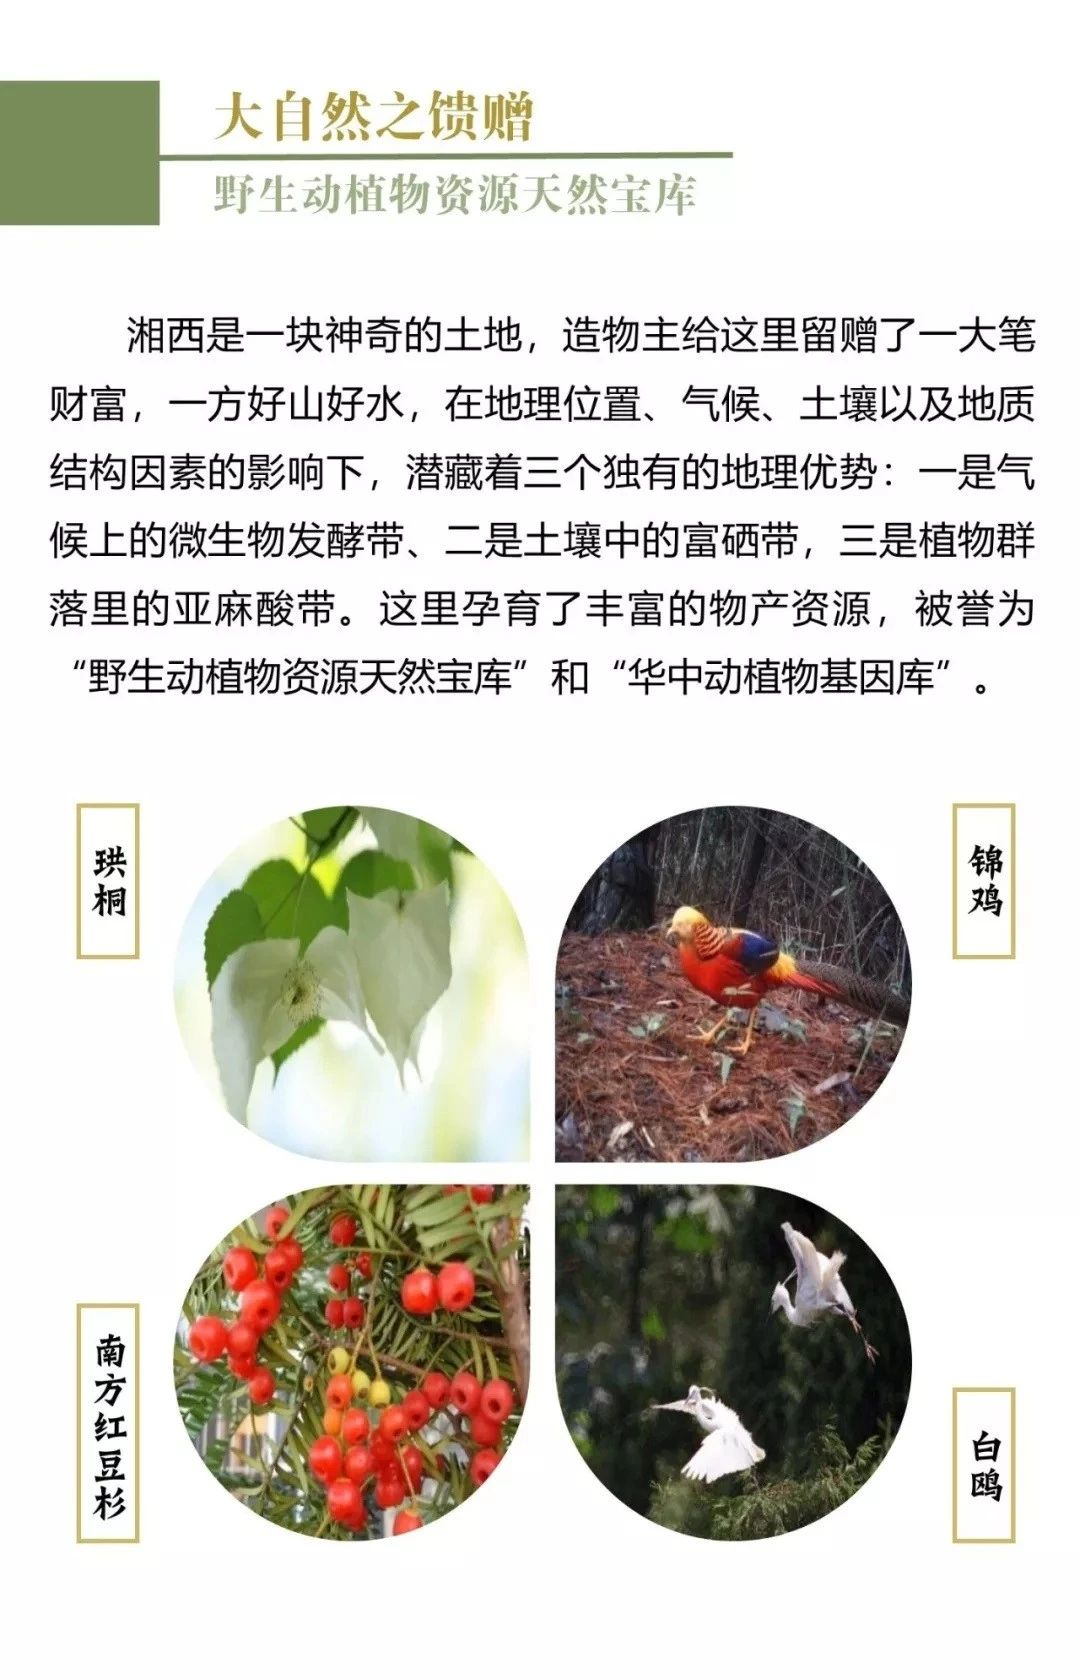 大自然之馈赠
野生动植物资源天然宝库
湘西是一块神奇的土地，造物主给这里留赠了一大笔
财富，一方好山好水，在地理位置、气候、土壤以及地质
结构因素的影响下，潜藏着三个独有的地理优势：一是气
候上的微生物发酵带、二是土壤中的富硒带，三是植物群
落里的亚麻酸带。这里孕育了丰富的物产资源，被誉为
“野生动植物资源天然宝库”和“华中动植物基因库”。
珙桐
锦鸡
南方红豆杉
白鸥